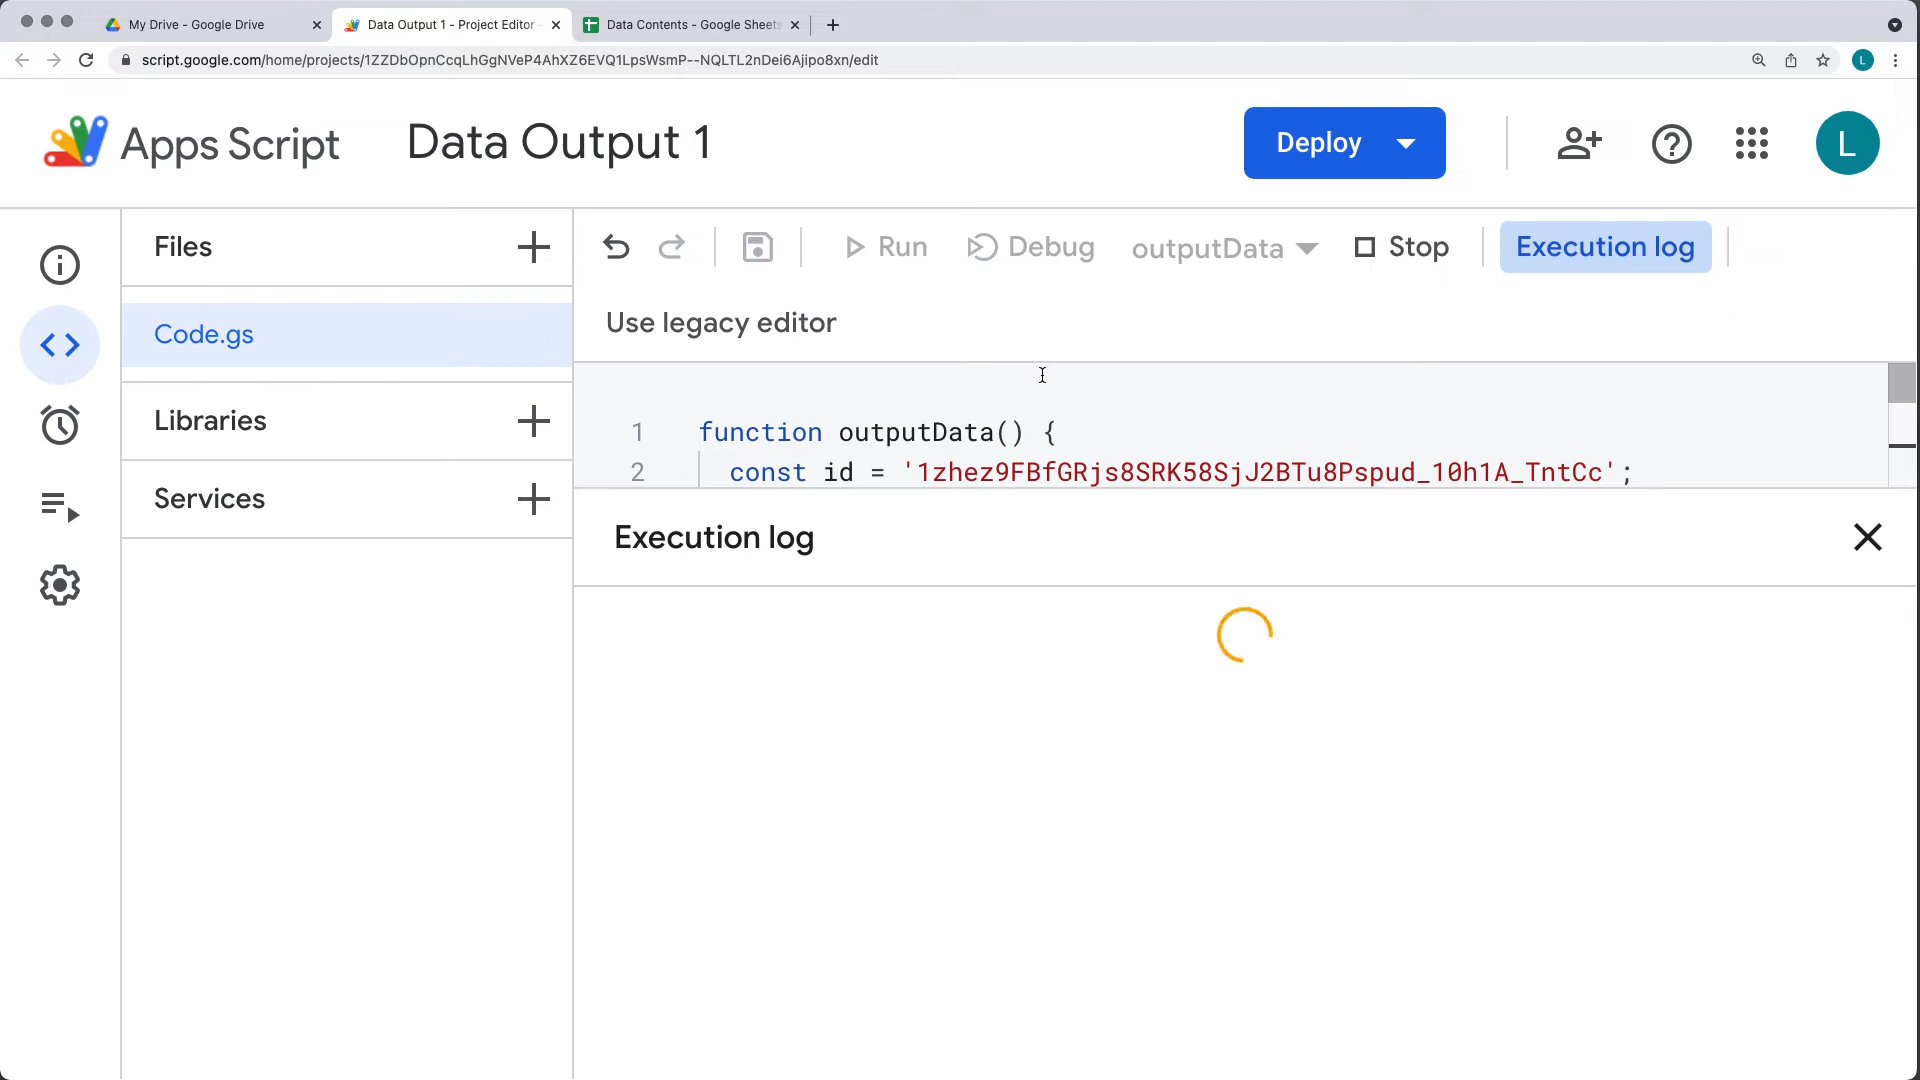 My Drive - Google Drive
Data Output 1 - Project Editor -
Data Contents - Google Sheets
script.google.com/home/projects/1ZZDbOpnCcqLhGgNVeP4AhXZ6EVQ1LpsWsmP--NQLTL2nDei6Ajipo8xn/edit
L
Apps Script
Data Output 1
Deploy
L
Files
Run
Debug
outputData
Stop
Execution log
Use legacy editor
Code.gs
Libraries
Services
1 function outputData() {
2 const id = '1zhez9FBfGRjs8SRK58SjJ2BTu8Pspud_10h1A_TntCc';
Execution log